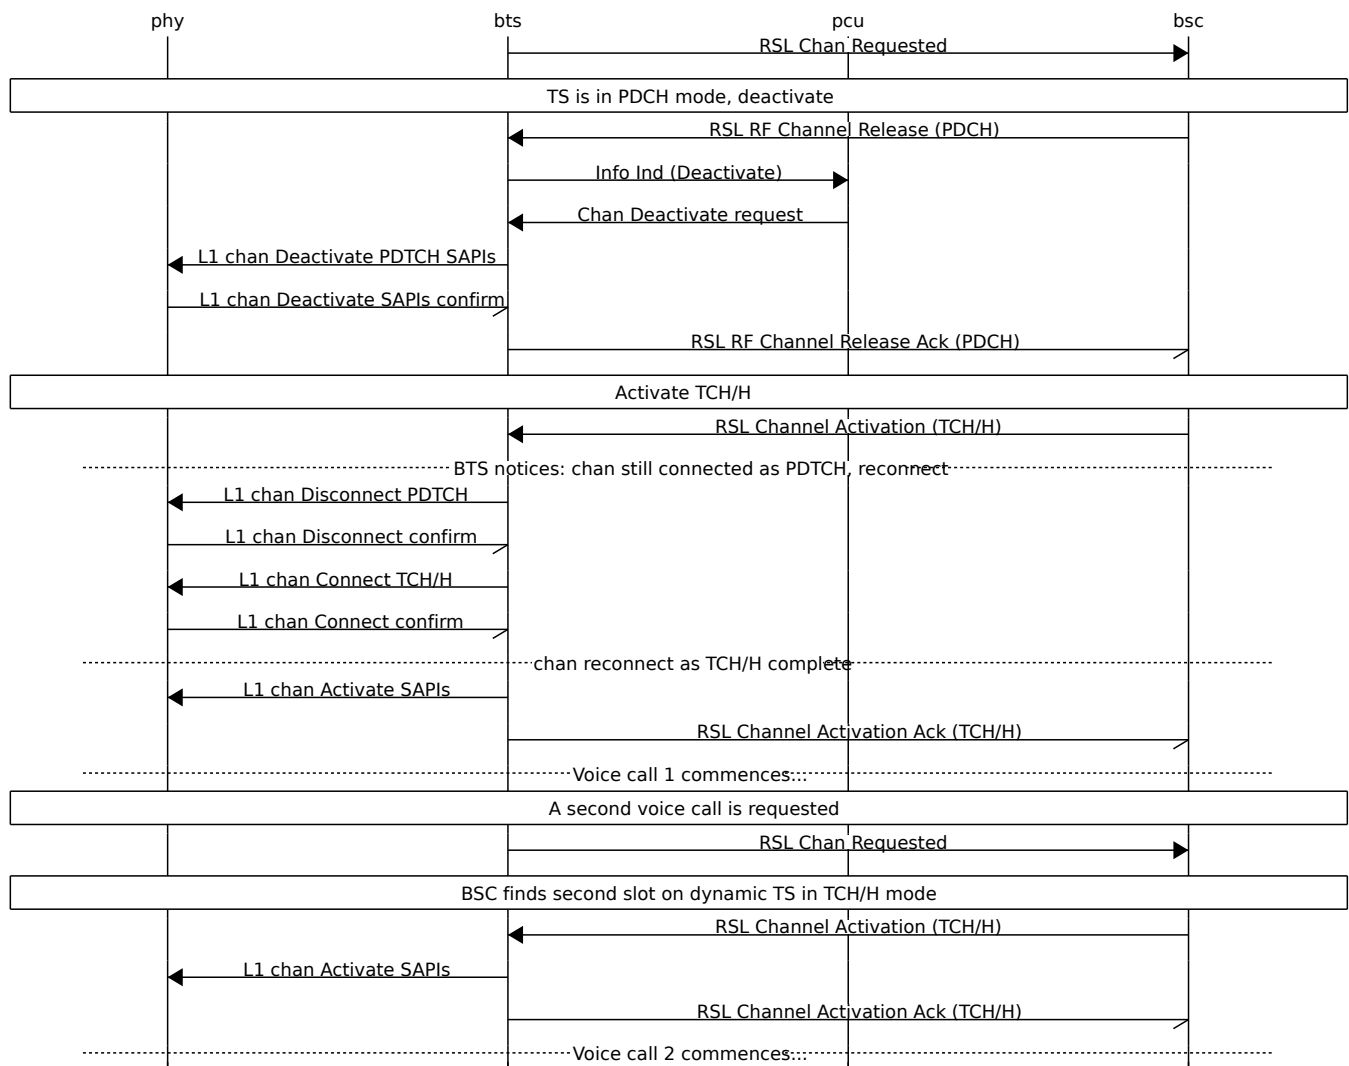 phy bts pcu bsc
RSL Chan Requested
TS is in PDCH mode, deactivate
RSL RF Channel Release (PDCH)
Info Ind (Deactivate)
Chan Deactivate request
L1 chan Deactivate PDTCH SAPIs
L1 chan Deactivate SAPIs confirm
RSL RF Channel Release Ack (PDCH)
Activate TCH/H
RSL Channel Activation (TCH/H)
BTS notices: chan still connected as PDTCH, reconnect
L1 chan Disconnect PDTCH
L1 chan Disconnect confirm
L1 chan Connect TCH/H
L1 chan Connect confirm
chan reconnect as TCH/H complete
L1 chan Activate SAPIs
RSL Channel Activation Ack (TCH/H)
Voice call 1 commences...
A second voice call is requested
RSL Chan Requested
BSC finds second slot on dynamic TS in TCH/H mode
RSL Channel Activation (TCH/H)
L1 chan Activate SAPIs
RSL Channel Activation Ack (TCH/H)
Voice call 2 commences...